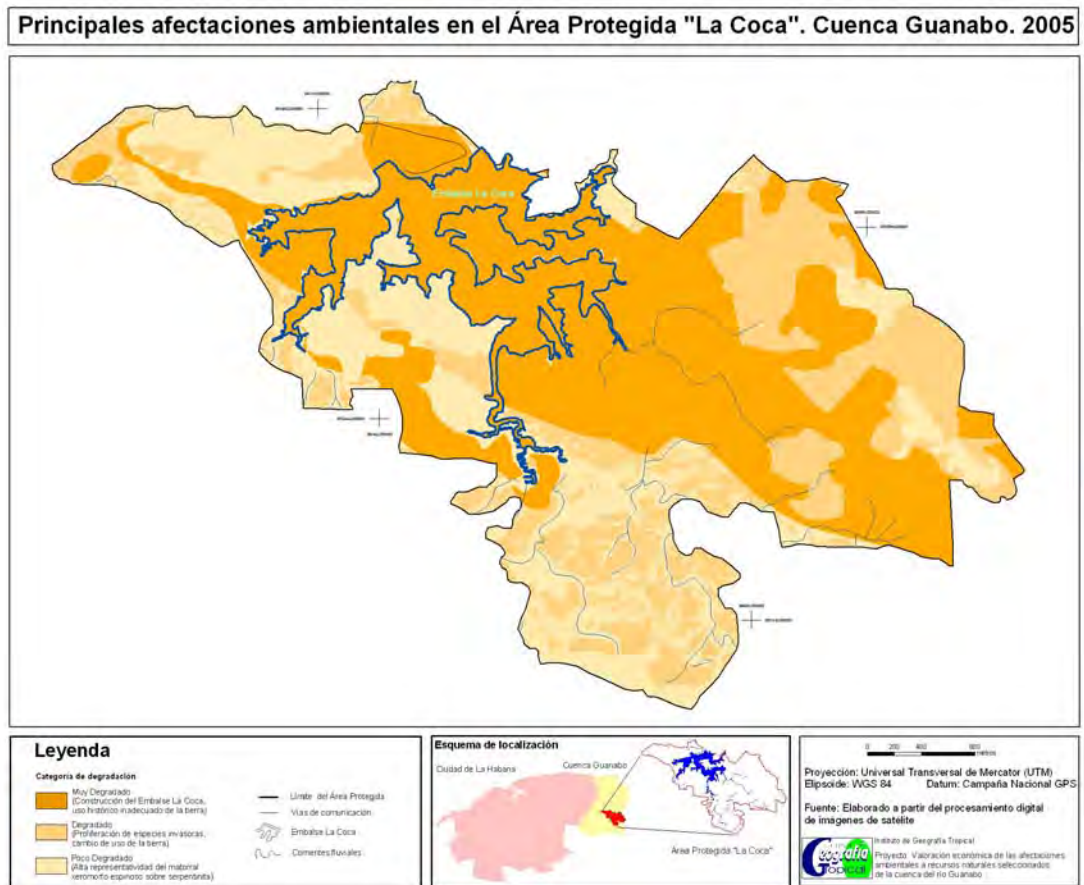 Principales afectaciones ambientales en el Área Protegida "La Coca". Cuenca Guanabo. 2005
Embalse La Coca
Leyenda
Categoría de degradación
Muy Degradado
(Construcción del Embalse La Coca,
uso histórico inadecuado de la tierra)
Degradado
(Proliferación de especies invasoras,
cambio de uso de la tierra)
Poco Degradado
(Alta representatividad del matorral
xeromorfo espinoso sobre serpentinita)
Límite del Área Protegida
Vías de comunicación
Embalse La Coca
Corrientes fluviales
Esquema de localización
Ciudad de La Habana
Cuenca Guanabo
Área Protegida "La Coca"
0 200 400 800
metros
Proyección: Universal Transversal de Mercator (UTM)
Elipsoide: WGS 84 Datum: Campaña Nacional GPS
Fuente: Elaborado a partir del procesamiento digital
de imagenes de satélite
Geografía
Tropical
Instituto de Geografía Tropical
Proyecto: Valoración económica de las afectaciones
ambientales a recursos naturales seleccionados
de la cuenca del río Guanabo